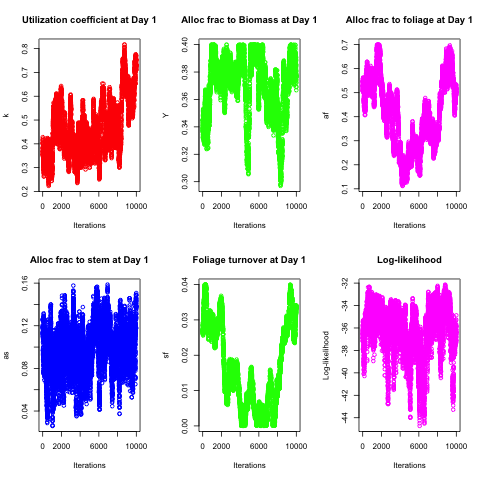 Utilization coefficient at Day 1
k
0.2 0.3 0.4 0.5 0.6 0.7 0.8
0 2000 6000 10000
Iterations
Alloc frac to Biomass at Day 1
Y
0.30 0.32 0.34 0.36 0.38 0.40
0 2000 6000 10000
Iterations
Alloc frac to foliage at Day 1
af
0.1 0.2 0.3 0.4 0.5 0.6 0.7
0 2000 6000 10000
Iterations
Alloc frac to stem at Day 1
as
0.04 0.08 0.12 0.16
0 2000 6000 10000
Iterations
Foliage turnover at Day 1
sf
0.00 0.01 0.02 0.03 0.04
0 2000 6000 10000
Iterations
Log-likelihood
Log-likelihood
-44 -42 -40 -38 -36 -34 -32
0 2000 6000 10000
Iterations